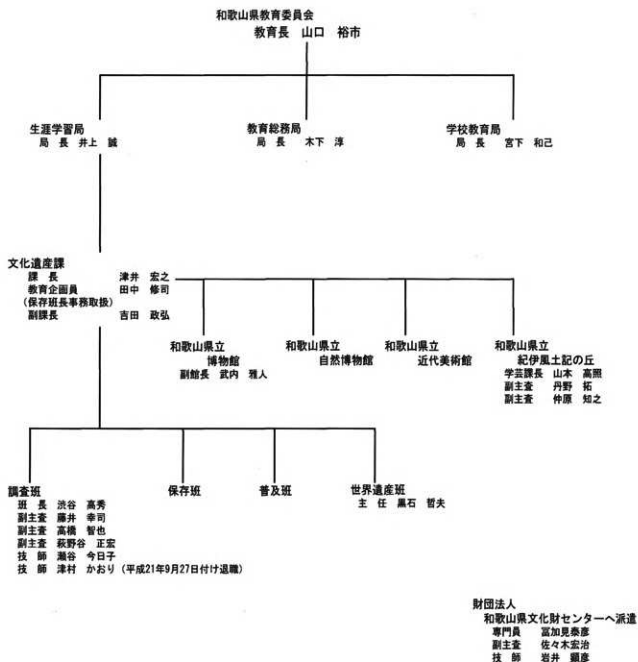 和歌山県教育委員会
教育長 山口 裕市
生涯学習局
局 長 井上 誠
教育総務局
局 長 木下 淳
学校教育局
局 長 宮下 和己
文化遺産課
課 長 津井 宏之
教育企画員 田中 修司
(保存班長事務取扱)
副課長 吉田 政弘
和歌山県立
博物館
副館長 武内 雅人
和歌山県立
自然博物館
和歌山県立
近代美術館
和歌山県立
紀伊風土記の丘
学芸課長 山本 高照
副主査 丹野 拓
副主査 仲原 知之
調査班
班 長 渋谷 高秀
副主査 藤井 幸司
副主査 高橋 智也
副主査 萩野谷 正宏
技 師 瀬谷 今日子
技 師 津村 かおり (平成21年9月27日付け退職)
保存班
普及班
世界遺産班
主 任 黒石 哲夫
財団法人
和歌山県文化財センターへ派遣
専門員 冨加見泰彦
副主査 佐々木宏治
技 師 岩井 顕彦